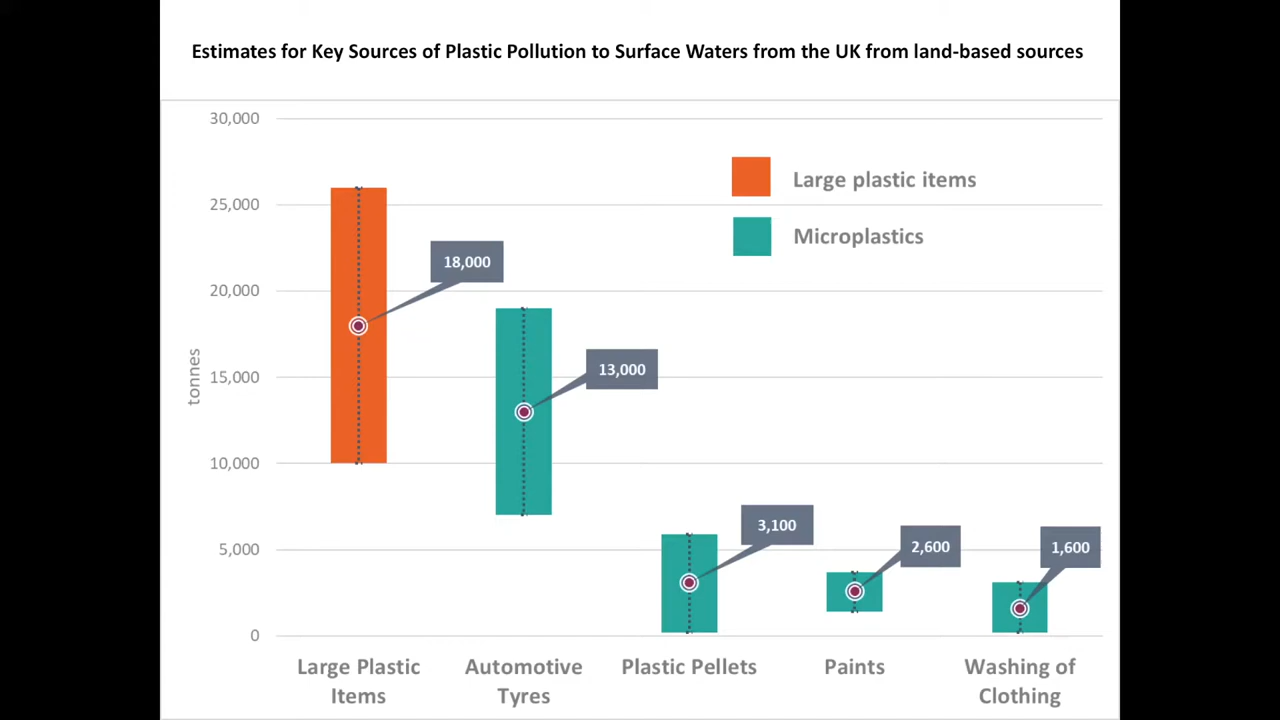 Estimates for Key Sources of Plastic Pollution to Surface Waters from the UK from land-based sources
30,000
25,000
20,000
15,000
10,000
5,000
0
tonnes
Large plastic items
Microplastics
18,000
13,000
3,100
2,600
1,600
Large Plastic
Items
Automotive
Tyres
Plastic Pellets
Paints
Washing of
Clothing